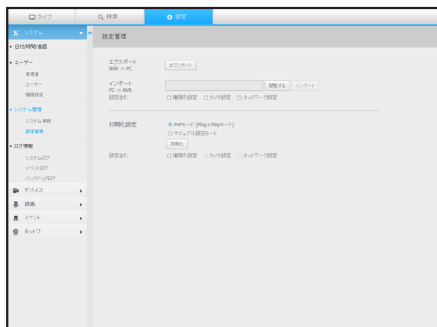 ライブ
検索
設定
システム
日付/時間/言語
ユーザー
管理者
ユーザー
権限設定
システム管理
システム情報
設定管理
ログ情報
システムログ
イベントログ
バックアップログ
デバイス
録画
イベント
ネットワ
設定管理
エクスポート
NVR -> PC
エクスポート
インポート
PC -> NVR
閲覧する
インポート
設定含む
権限の設定
カメラ設定
ネットワーク設定
初期化設定
PnPモード (Plug&Playモード)
マニュアル設定モード
初期化
設定含む
権限の設定
カメラ設定
ネットワーク設定